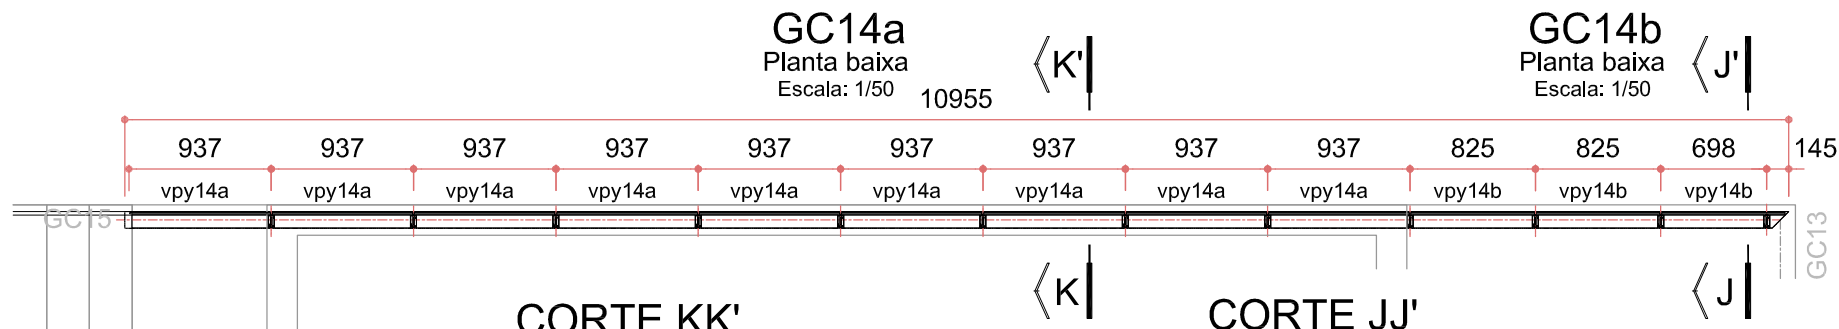 GC14a
Planta baixa
Escala: 1/50
K'
GC14b
Planta baixa
Escala: 1/50
J'
10955
937 937 937 937 937 937 937 937 937 825 825 698 145
vpy14a vpy14a vpy14a vpy14a vpy14a vpy14a vpy14a vpy14a vpy14a vpy14b vpy14b vpy14b
GC15
GC13
K
J
CORTE KK'
CORTE JJ'